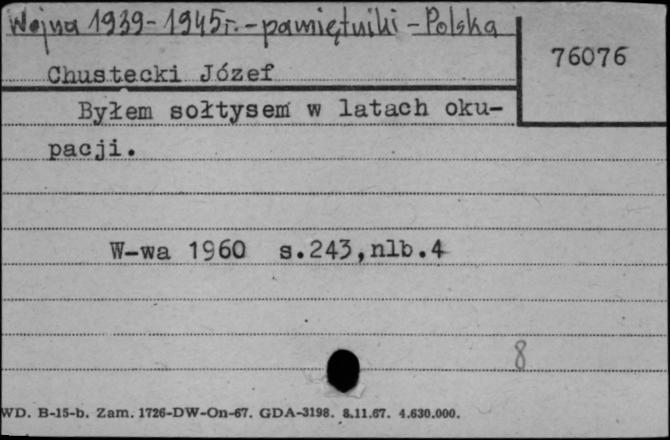 Wojna 1939-1945r. - pamiętniki - Polska
76076
Chustecki Józef
Byłem sołtysem w latach oku-
pacji.
W-wa 1960 s.243,nlb.4
8
WD. B-15-b. Zam. 1726-DW-On-67. GDA-3198. 8.11.67. 4.630.000.